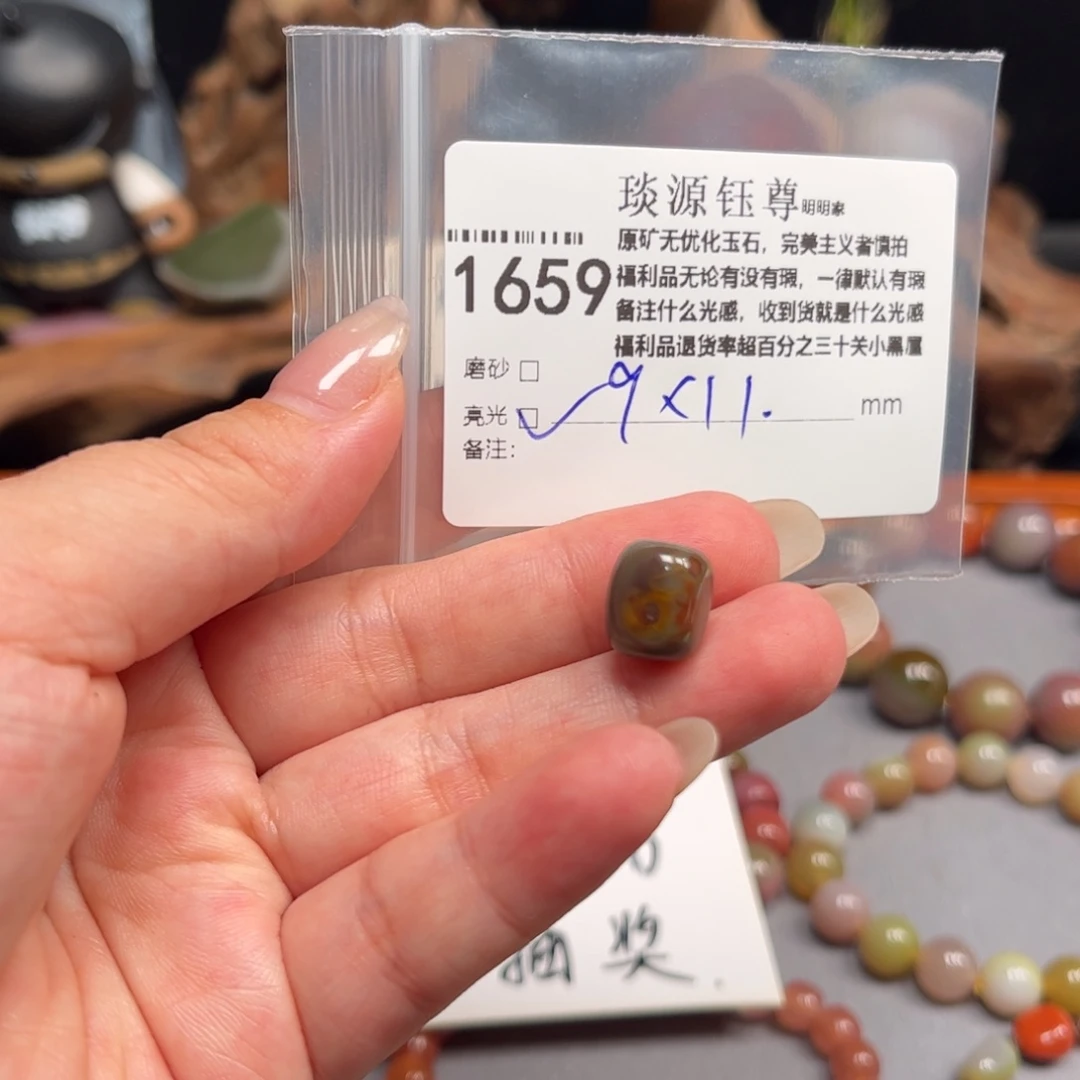 琰源钰尊明明家
原矿无优化玉石，完美主义者慎拍
1659
福利品无论有没有瑕，一律默认有瑕
备注什么光感，收到货就是什么光感
福利品退货率超百分之三十关小黑屋
磨砂 □
亮光 □ 9×11. mm
备注：
抽奖.